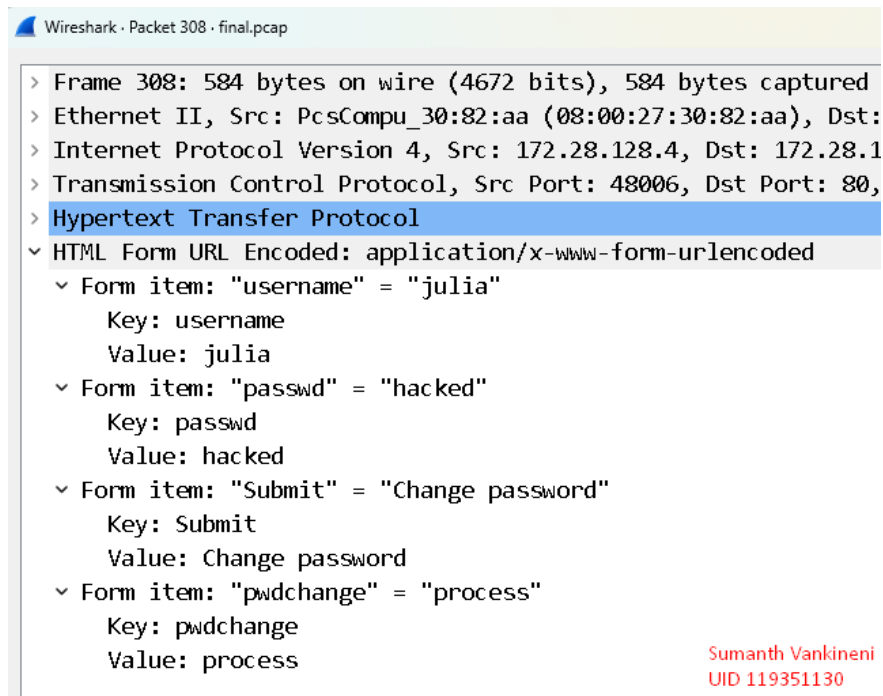 Wireshark · Packet 308 · final.pcap
> Frame 308: 584 bytes on wire (4672 bits), 584 bytes captured
> Ethernet II, Src: PcsCompu_30:82:aa (08:00:27:30:82:aa), Dst:
> Internet Protocol Version 4, Src: 172.28.128.4, Dst: 172.28.1
> Transmission Control Protocol, Src Port: 48006, Dst Port: 80,
> Hypertext Transfer Protocol
HTML Form URL Encoded: application/x-www-form-urlencoded
Form item: "username" = "julia"
Key: username
Value: julia
Form item: "passwd" = "hacked"
Key: passwd
Value: hacked
Form item: "Submit" = "Change password"
Key: Submit
Value: Change password
Form item: "pwdchange" = "process"
Key: pwdchange
Value: process
Sumanth Vankineni
UID 119351130